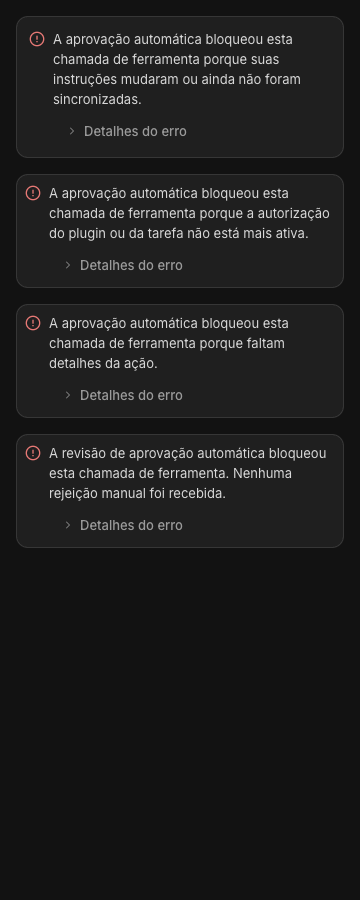 A aprovação automática bloqueou esta
chamada de ferramenta porque suas
instruções mudaram ou ainda não foram
sincronizadas.
Detalhes do erro
A aprovação automática bloqueou esta
chamada de ferramenta porque a autorização
do plugin ou da tarefa não está mais ativa.
Detalhes do erro
A aprovação automática bloqueou esta
chamada de ferramenta porque faltam
detalhes da ação.
Detalhes do erro
A revisão de aprovação automática bloqueou
esta chamada de ferramenta. Nenhuma
rejeição manual foi recebida.
Detalhes do erro